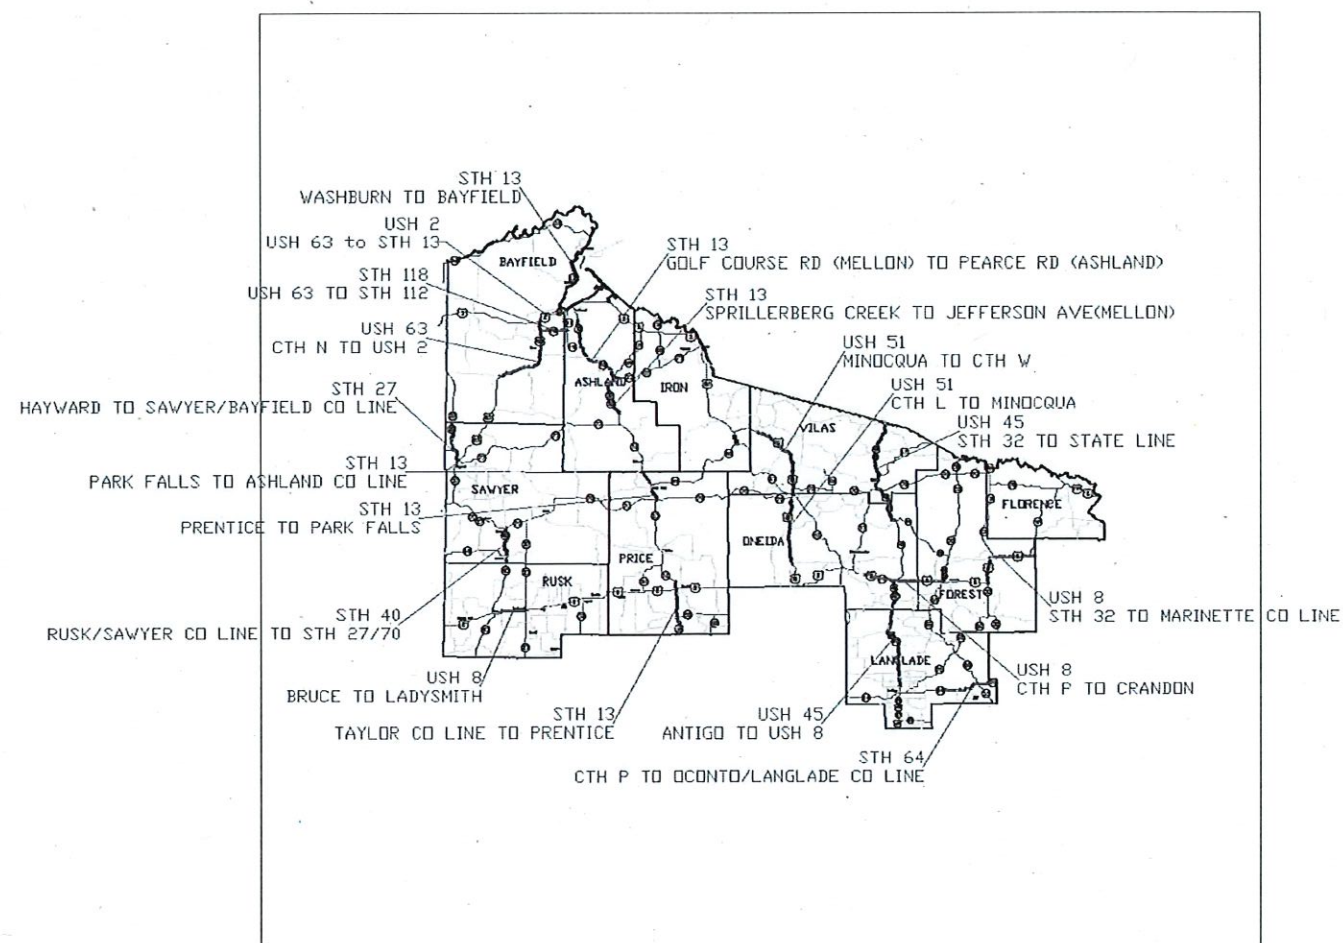 STH 13
WASHBURN TO BAYFIELD
USH 2
USH 63 to STH 13
STH 118
USH 63 TO STH 112
USH 63
CTH N TO USH 2
STH 27
HAYWARD TO SAWYER/BAYFIELD CO LINE
STH 13
PARK FALLS TO ASHLAND CO LINE
STH 13
PRENTICE TO PARK FALLS
STH 40
RUSK/SAWYER CO LINE TO STH 27/70
USH 8
BRUCE TO LADYSMITH
STH 13
TAYLOR CO LINE TO PRENTICE
USH 45
ANTIGO TO USH 8
STH 64
CTH P TO OCONTO/LANGLADE CO LINE
STH 13
GOLF COURSE RD (MELLON) TO PEARCE RD (ASHLAND)
STH 13
SPRILLERBERG CREEK TO JEFFERSON AVE(MELLON)
USH 51
MINOCQUA TO CTH W
USH 51
CTH L TO MINOCQUA
USH 45
STH 32 TO STATE LINE
USH 8
STH 32 TO MARINETTE CO LINE
USH 8
CTH P TO CRANDON
BAYFIELD
ASHLAND
IRON
VILAS
SAWYER
FLORENCE
ONEIDA
PRICE
RUSK
FOREST
LANGLADE